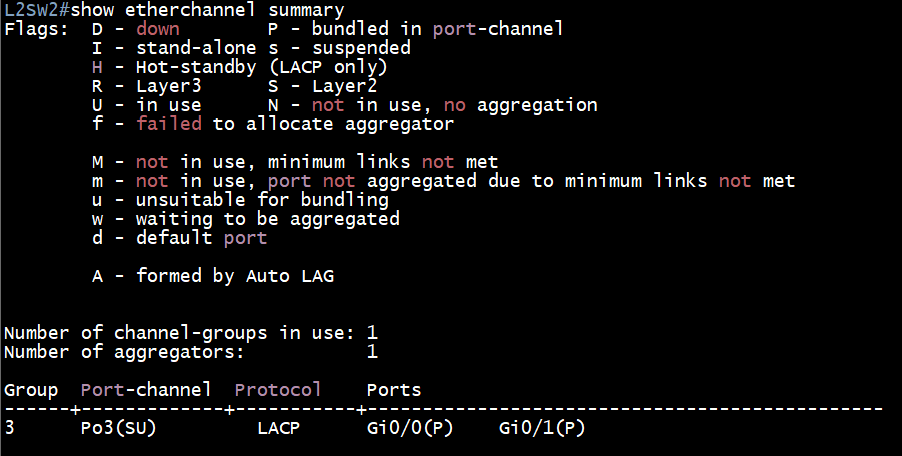 L2SW2#show etherchannel summary
Flags:  D - down        P - bundled in port-channel
        I - stand-alone s - suspended
        H - Hot-standby (LACP only)
        R - Layer3      S - Layer2
        U - in use      N - not in use, no aggregation
        f - failed to allocate aggregator

        M - not in use, minimum links not met
        m - not in use, port not aggregated due to minimum links not met
        u - unsuitable for bundling
        w - waiting to be aggregated
        d - default port

        A - formed by Auto LAG


Number of channel-groups in use: 1
Number of aggregators:           1

Group  Port-channel  Protocol    Ports
------+-------------+-----------+-----------------------------------------------
3      Po3(SU)         LACP      Gi0/0(P)    Gi0/1(P)